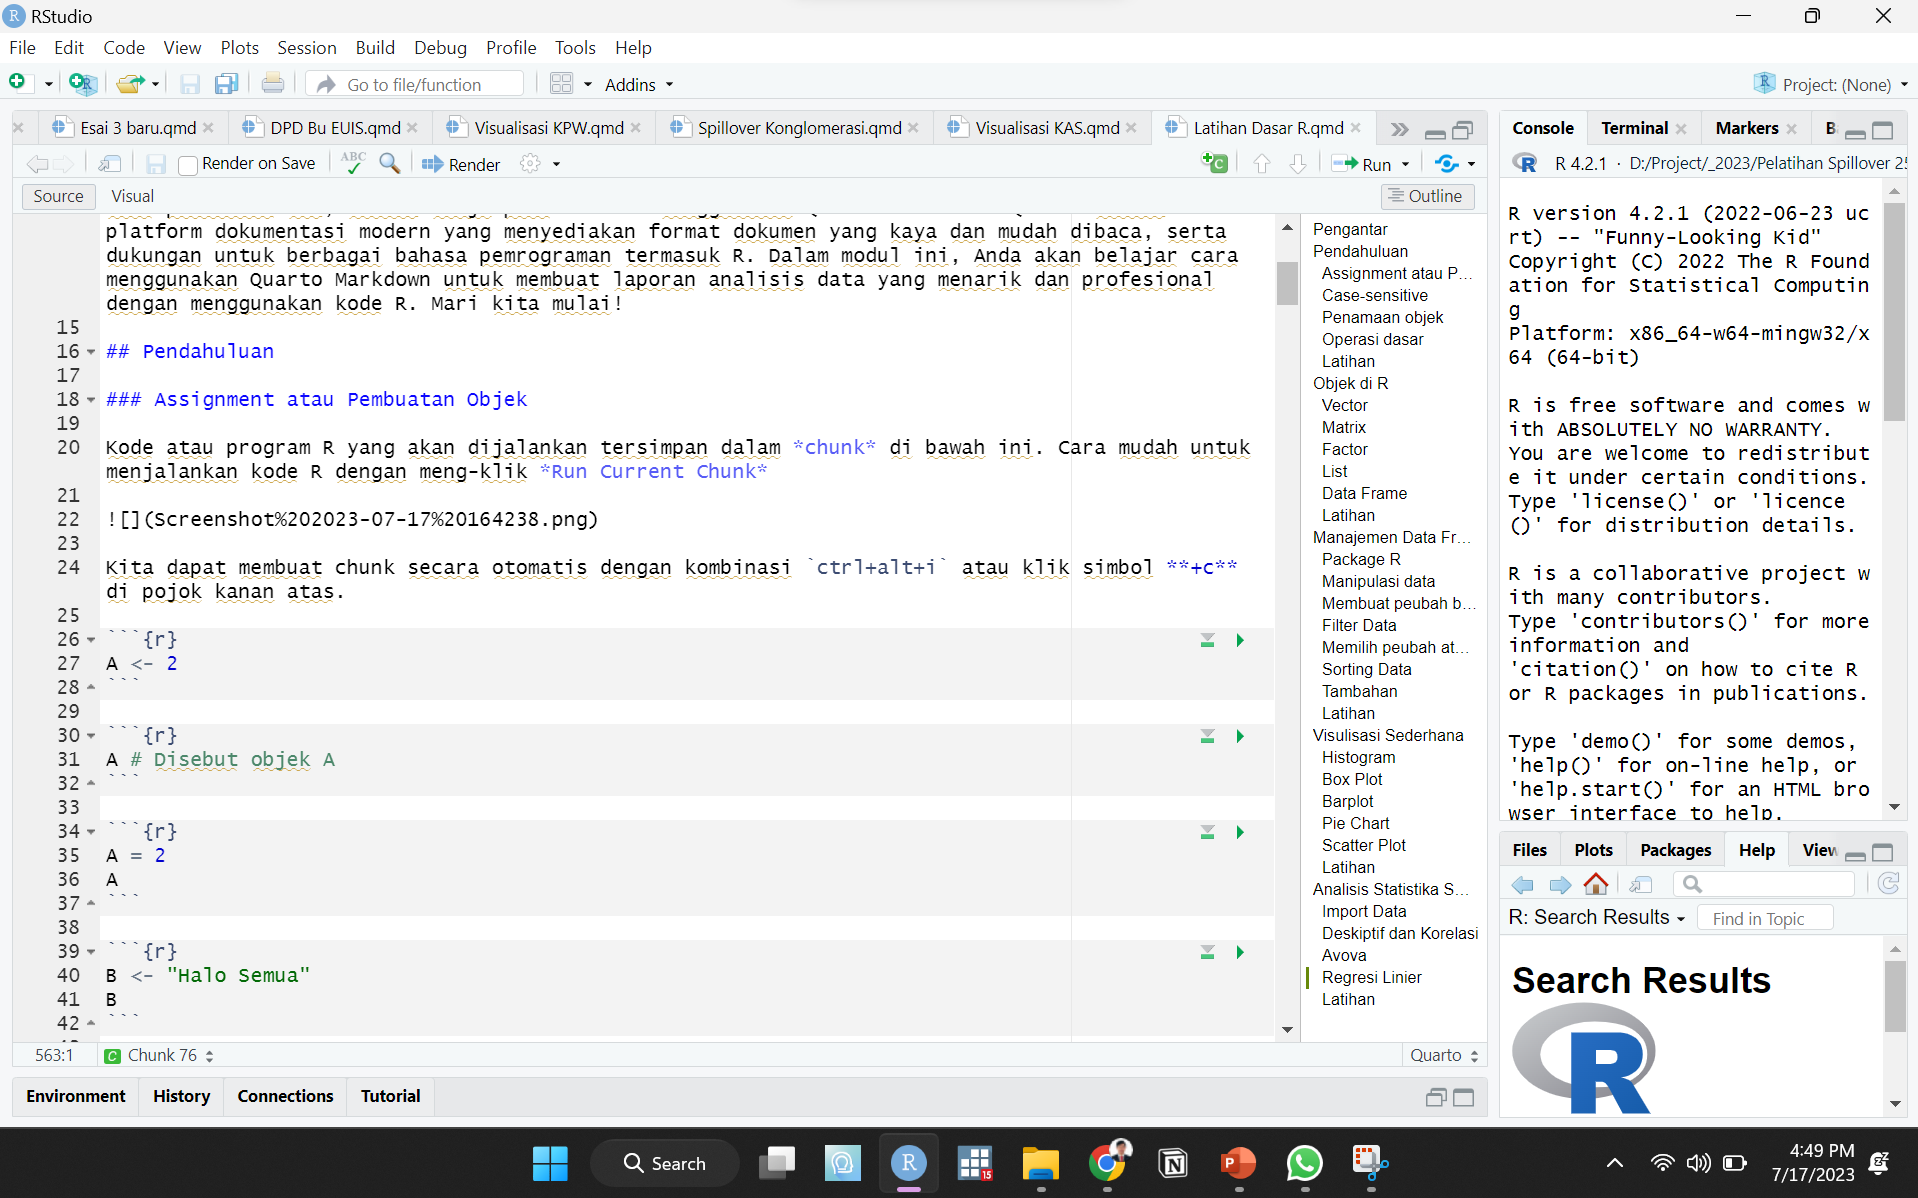 RStudio
File Edit Code View Plots Session Build Debug Profile Tools Help
Go to file/function Addins Project: (None)
Esai 3 baru.qmd DPD Bu EUIS.qmd Visualisasi KPW.qmd Spillover Konglomerasi.qmd Visualisasi KAS.qmd Latihan Dasar R.qmd
Render on Save ABC Render Run
Source Visual Outline
platform dokumentasi modern yang menyediakan format dokumen yang kaya dan mudah dibaca, serta
dukungan untuk berbagai bahasa pemrograman termasuk R. Dalam modul ini, Anda akan belajar cara
menggunakan Quarto Markdown untuk membuat laporan analisis data yang menarik dan profesional
dengan menggunakan kode R. Mari kita mulai!
15
16 ## Pendahuluan
17
18 ### Assignment atau Pembuatan Objek
19
20 Kode atau program R yang akan dijalankan tersimpan dalam *chunk* di bawah ini. Cara mudah untuk
menjalankan kode R dengan meng-klik *Run Current Chunk*
21
22 ![](Screenshot%202023-07-17%20164238.png)
23
24 Kita dapat membuat chunk secara otomatis dengan kombinasi `ctrl+alt+i` atau klik simbol **+c**
di pojok kanan atas.
25
26 ```{r}
27 A <- 2
28 ```
29
30 ```{r}
31 A # Disebut objek A
32 ```
33
34 ```{r}
35 A = 2
36 A
37 ```
38
39 ```{r}
40 B <- "Halo Semua"
41 B
42 ```
563:1 C Chunk 76 Quarto
Pengantar
Pendahuluan
Assignment atau P...
Case-sensitive
Penamaan objek
Operasi dasar
Latihan
Objek di R
Vector
Matrix
Factor
List
Data Frame
Latihan
Manajemen Data Fr...
Package R
Manipulasi data
Membuat peubah b...
Filter Data
Memilih peubah at...
Sorting Data
Tambahan
Latihan
Visulisasi Sederhana
Histogram
Box Plot
Barplot
Pie Chart
Scatter Plot
Latihan
Analisis Statistika S...
Import Data
Deskiptif dan Korelasi
Avova
Regresi Linier
Latihan
Environment History Connections Tutorial
Console Terminal Markers
R 4.2.1 · D:/Project/_2023/Pelatihan Spillover
R version 4.2.1 (2022-06-23 uc
rt) -- "Funny-Looking Kid"
Copyright (C) 2022 The R Found
ation for Statistical Computin
g
Platform: x86_64-w64-mingw32/x
64 (64-bit)
R is free software and comes w
ith ABSOLUTELY NO WARRANTY.
You are welcome to redistribut
e it under certain conditions.
Type 'license()' or 'licence
()' for distribution details.
R is a collaborative project w
ith many contributors.
Type 'contributors()' for more
information and
'citation()' on how to cite R
or R packages in publications.
Type 'demo()' for some demos,
'help()' for on-line help, or
'help.start()' for an HTML bro
wser interface to help.
Files Plots Packages Help
R: Search Results Find in Topic
Search Results
R
Search
15
4:49 PM
7/17/2023